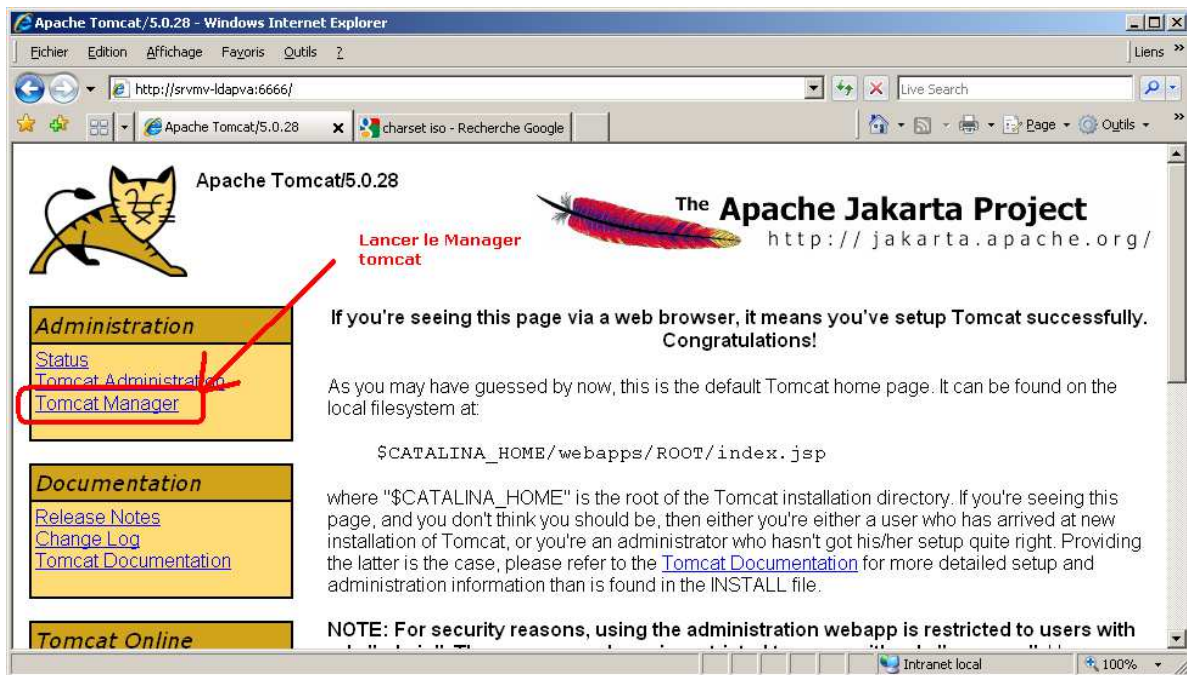 Apache Tomcat/5.0.28 - Windows Internet Explorer
Fichier Edition Affichage Favoris Outils ?
Liens »
http://srvmv-ldapva:6666/
Live Search
Apache Tomcat/5.0.28
charset iso - Recherche Google
Page
Outils
»
Apache Tomcat/5.0.28
The Apache Jakarta Project
http://jakarta.apache.org/
Lancer le Manager
tomcat
Administration
Status
Tomcat Administration
Tomcat Manager
Documentation
Release Notes
Change Log
Tomcat Documentation
Tomcat Online
If you're seeing this page via a web browser, it means you've setup Tomcat successfully.
Congratulations!
As you may have guessed by now, this is the default Tomcat home page. It can be found on the
local filesystem at:
$CATALINA_HOME/webapps/ROOT/index.jsp
where "$CATALINA_HOME" is the root of the Tomcat installation directory. If you're seeing this
page, and you don't think you should be, then either you're either a user who has arrived at new
installation of Tomcat, or you're an administrator who hasn't got his/her setup quite right. Providing
the latter is the case, please refer to the Tomcat Documentation for more detailed setup and
administration information than is found in the INSTALL file.
NOTE: For security reasons, using the administration webapp is restricted to users with
Intranet local
100%